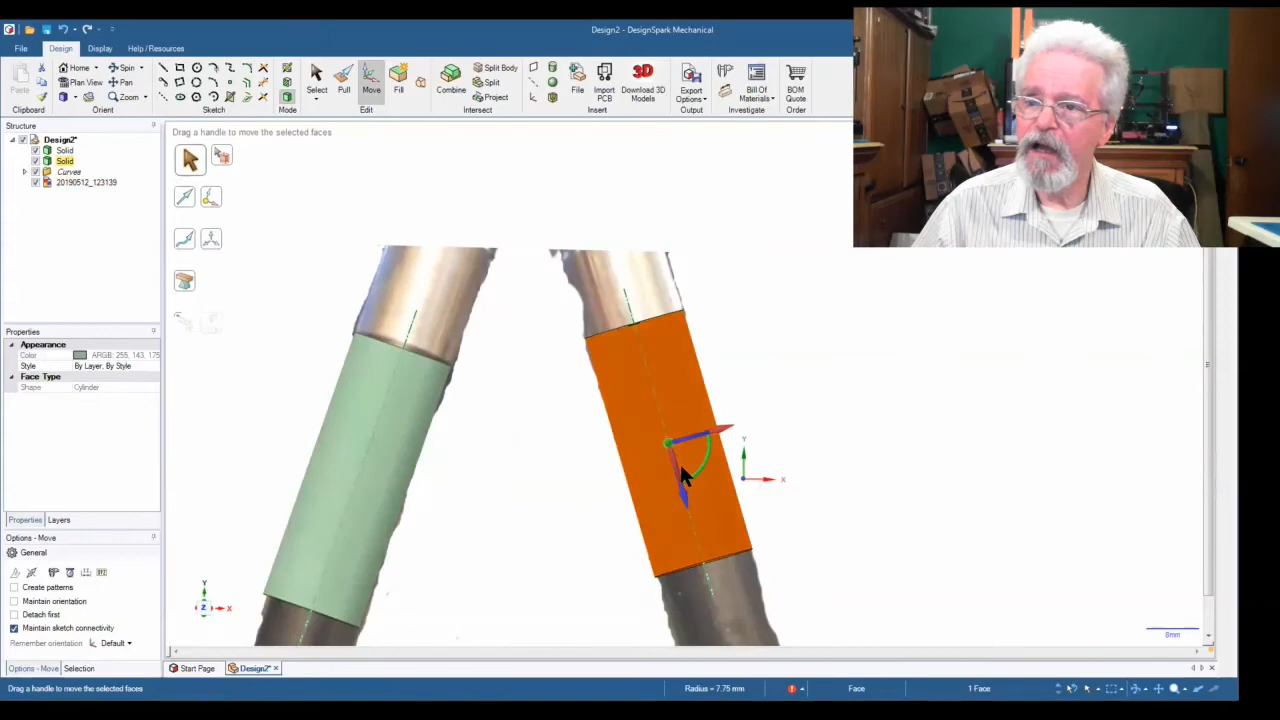 Design2 - DesignSpark Mechanical
File Design Display Help / Resources
Paste
Clipboard
Home Spin
Plan View Pan
Zoom
Orient
Sketch
Mode
Select Pull Move Fill
Edit
Combine
Split Body
Split
Project
Intersect
File
Import PCB
Download 3D Models
Insert
Export Options
Output
Bill Of Materials
Investigate
BOM Quote
Order
Structure
Design2*
Solid
Solid
Curves
20190512_123139
Drag a handle to move the selected faces
Properties
Appearance
Color ARGB: 255, 143, 175
Style By Layer, By Style
Face Type
Shape Cylinder
Properties Layers
Options - Move
General
Create patterns
Maintain orientation
Detach first
Maintain sketch connectivity
Remember orientation Default
Options - Move Selection
Y
X
Y
Z
X
8mm
Start Page Design2*
Drag a handle to move the selected faces
Radius = 7.75 mm
Face
1 Face